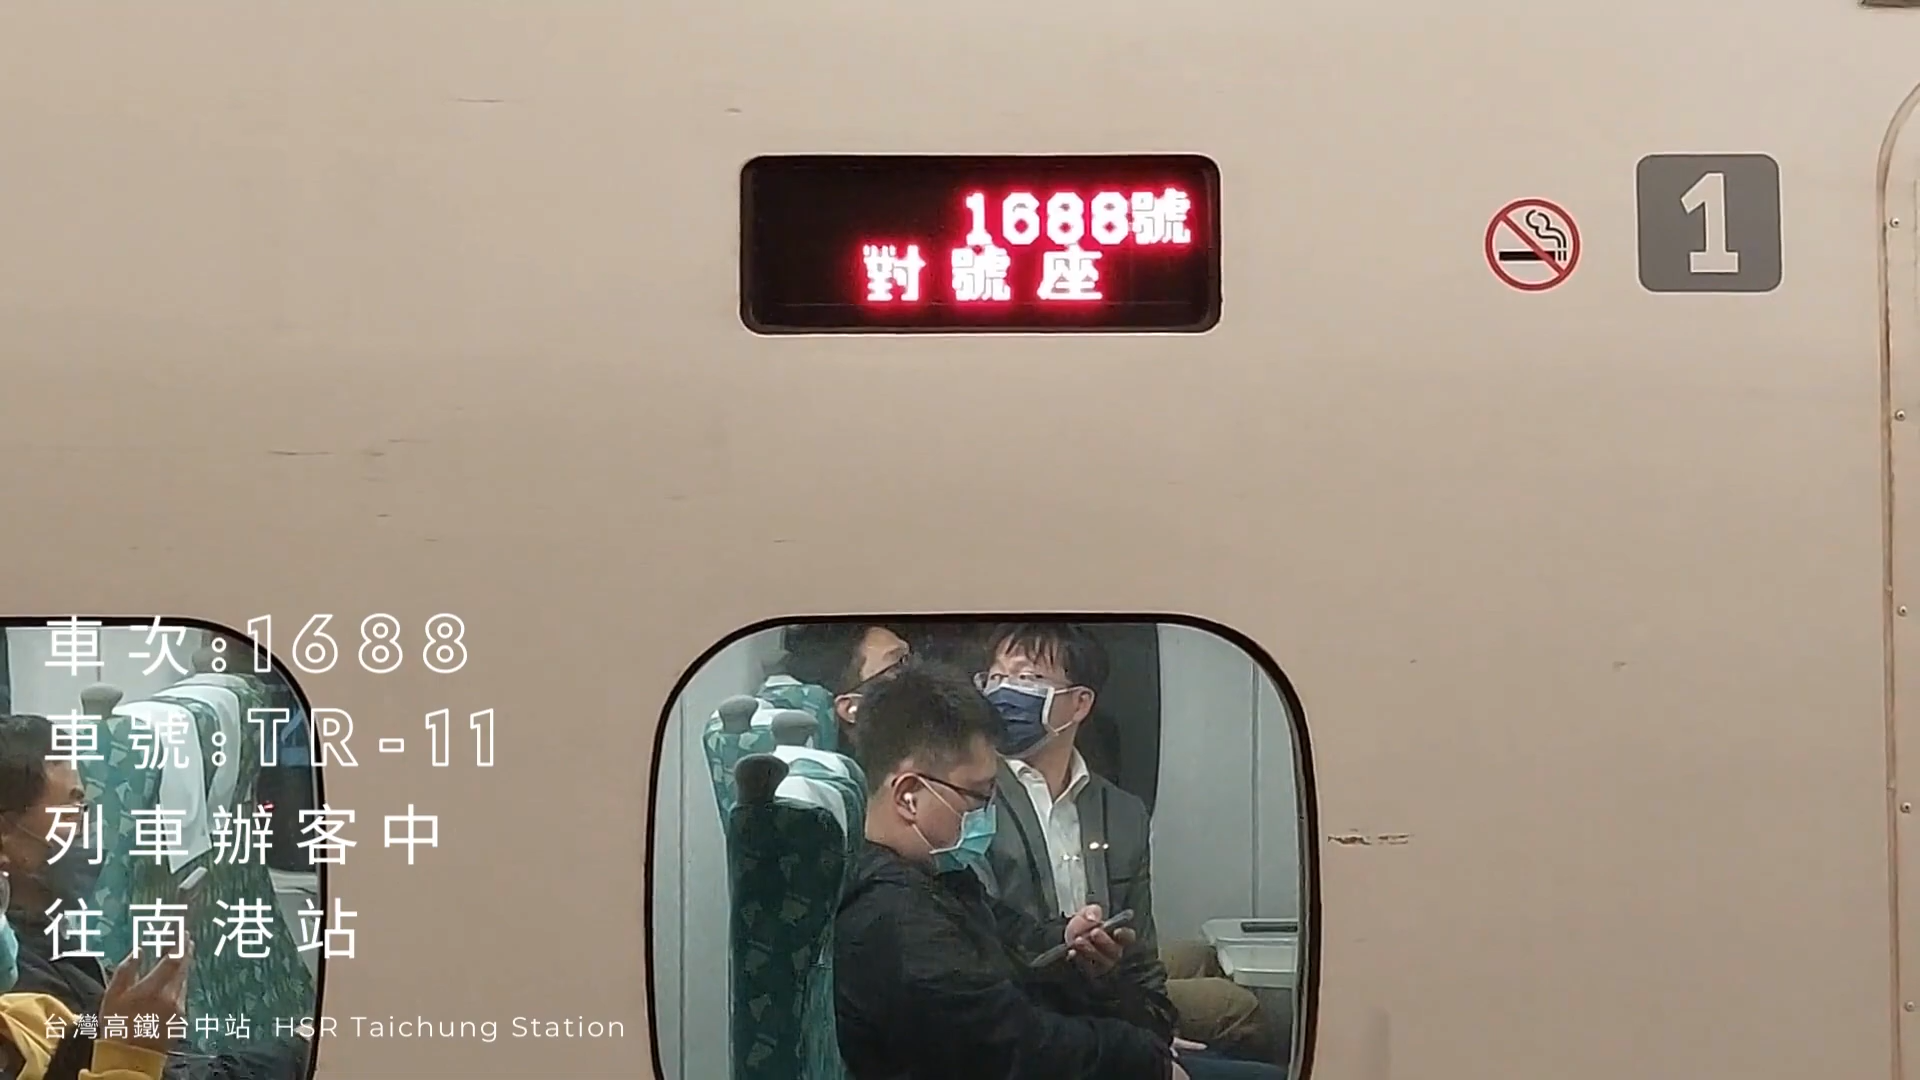 1688號
對號座
1
車次:1688
車號:TR-11
列車辦客中
往南港站
台灣高鐵台中站 HSR Taichung Station